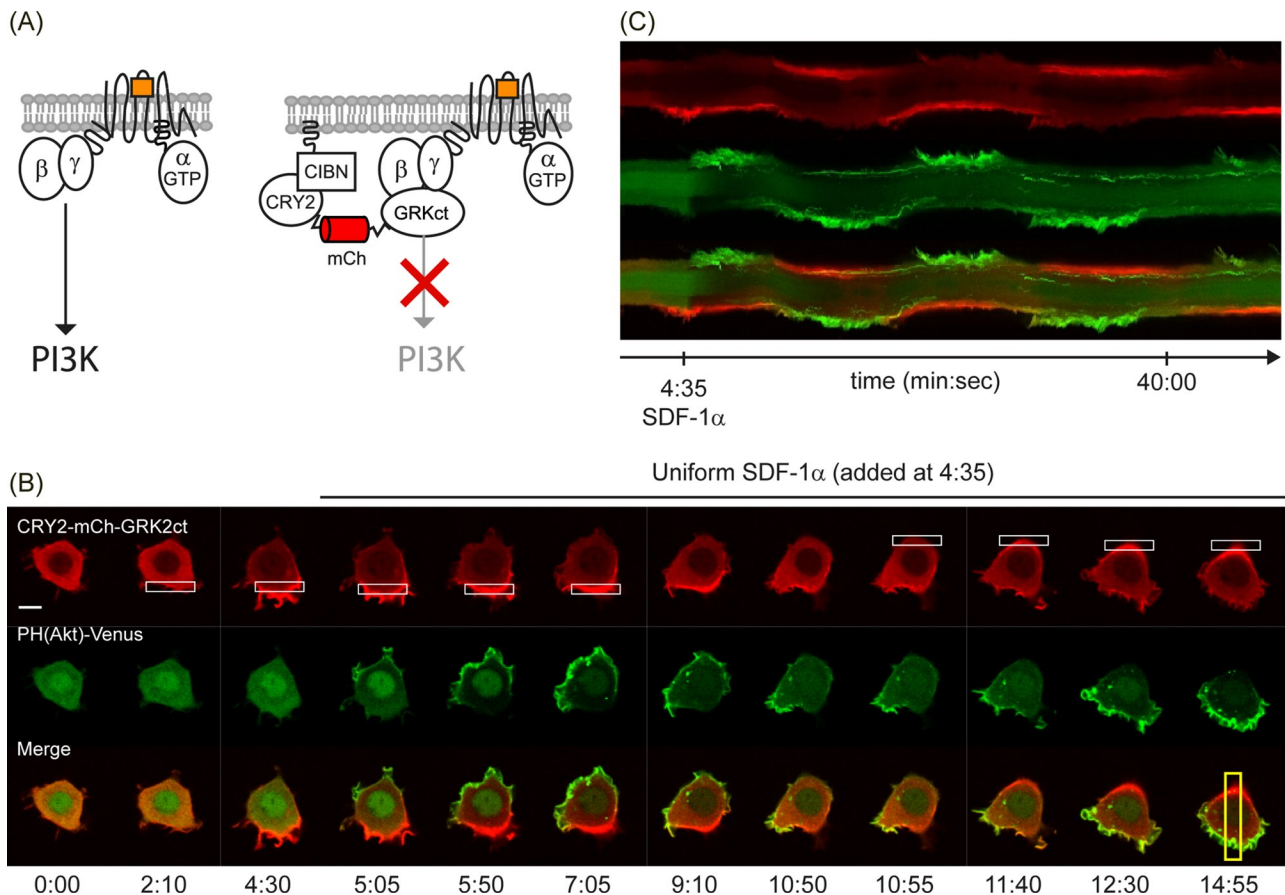 (A)
β
γ
α
GTP
PI3K
CIBN
CRY2
mCh
β
γ
GRKct
α
GTP
PI3K
(C)
4:35
SDF-1α
time (min:sec)
40:00
(B)
Uniform SDF-1α (added at 4:35)
CRY2-mCh-GRK2ct
PH(Akt)-Venus
Merge
0:00 2:10 4:30 5:05 5:50 7:05 9:10 10:50 10:55 11:40 12:30 14:55